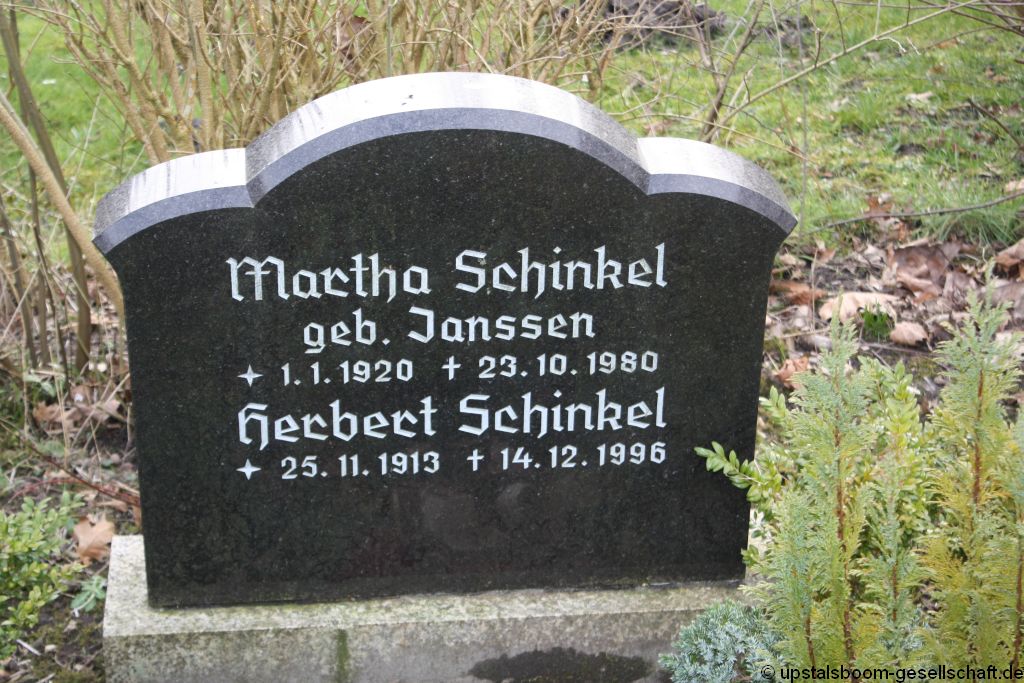 Martha Schinkel
geb. Janssen
✦ 1.1.1920 ✝ 23.10.1980
Herbert Schinkel
✦ 25.11.1913 ✝ 14.12.1996
© upstalsboom-gesellschaft.de